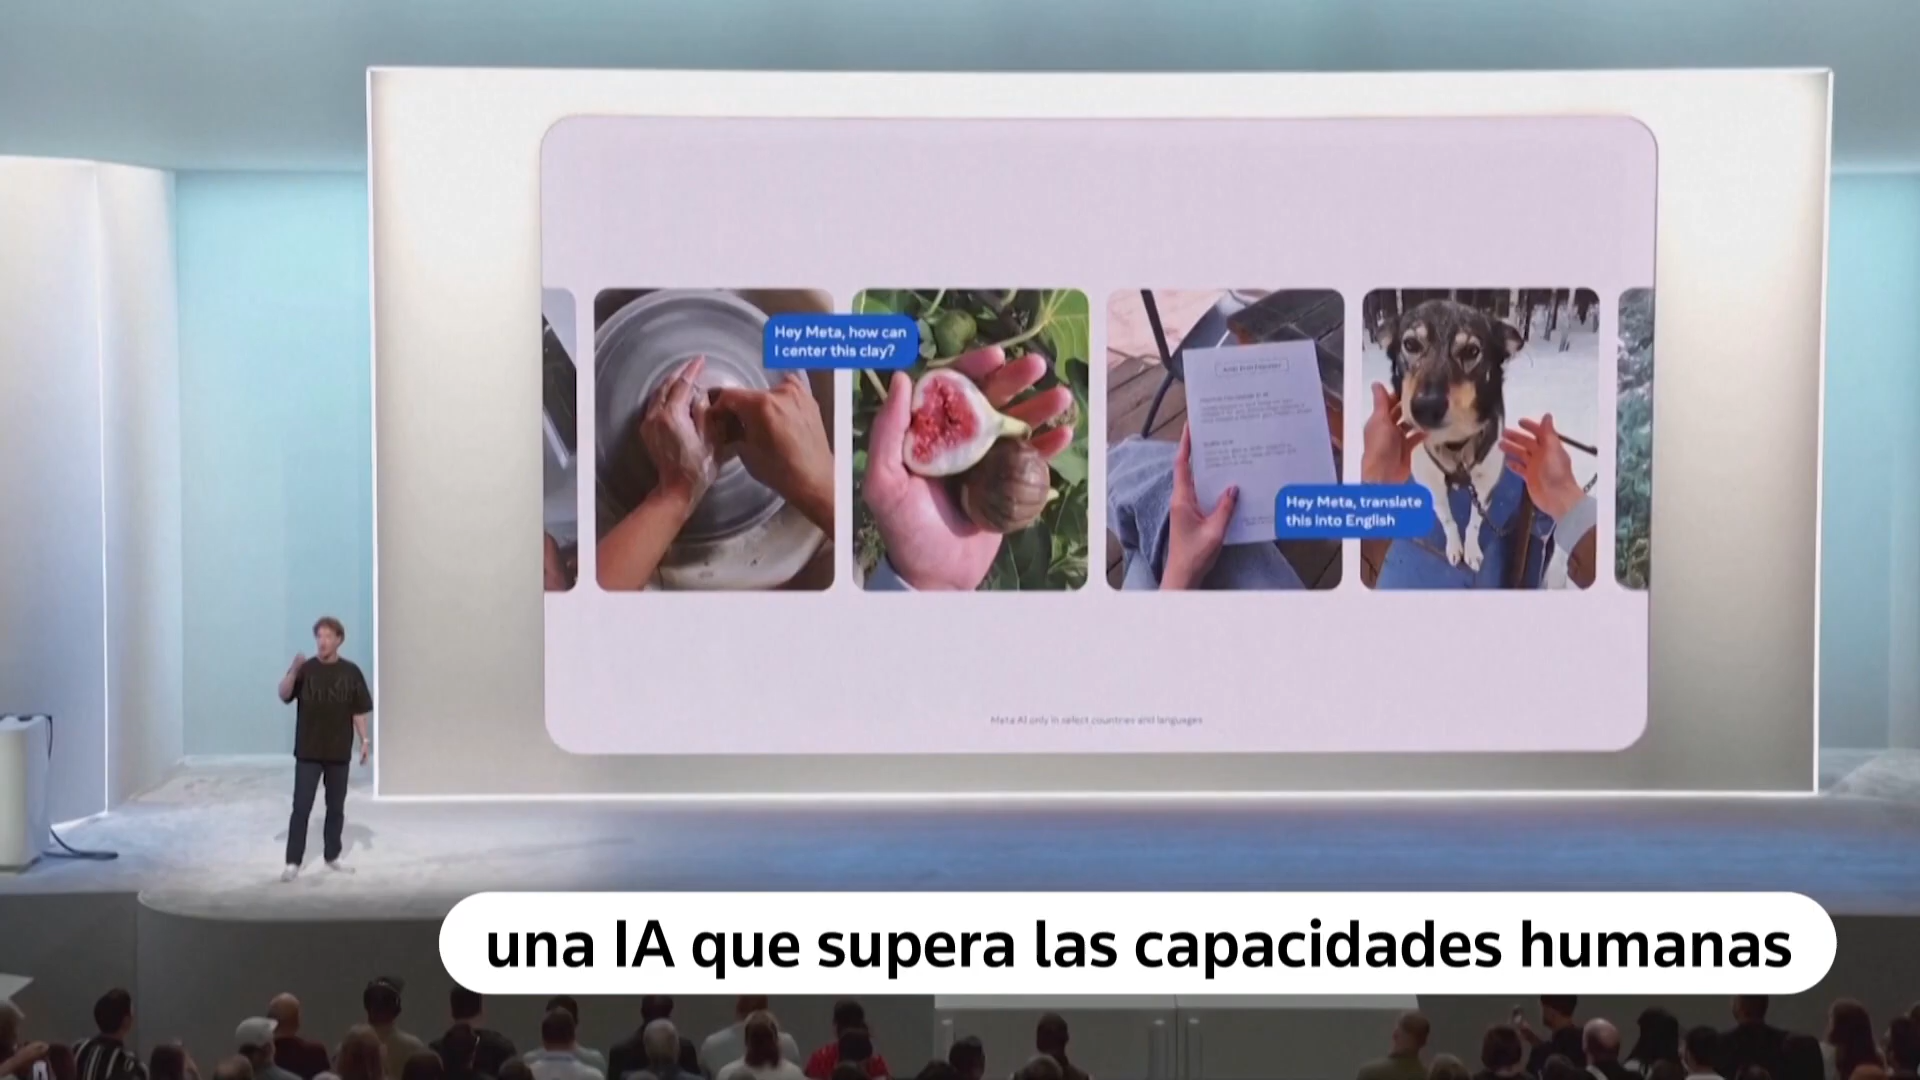 Hey Meta, how can
I center this clay?
Hey Meta, translate
this into English
Meta AI only in select countries and languages
una IA que supera las capacidades humanas